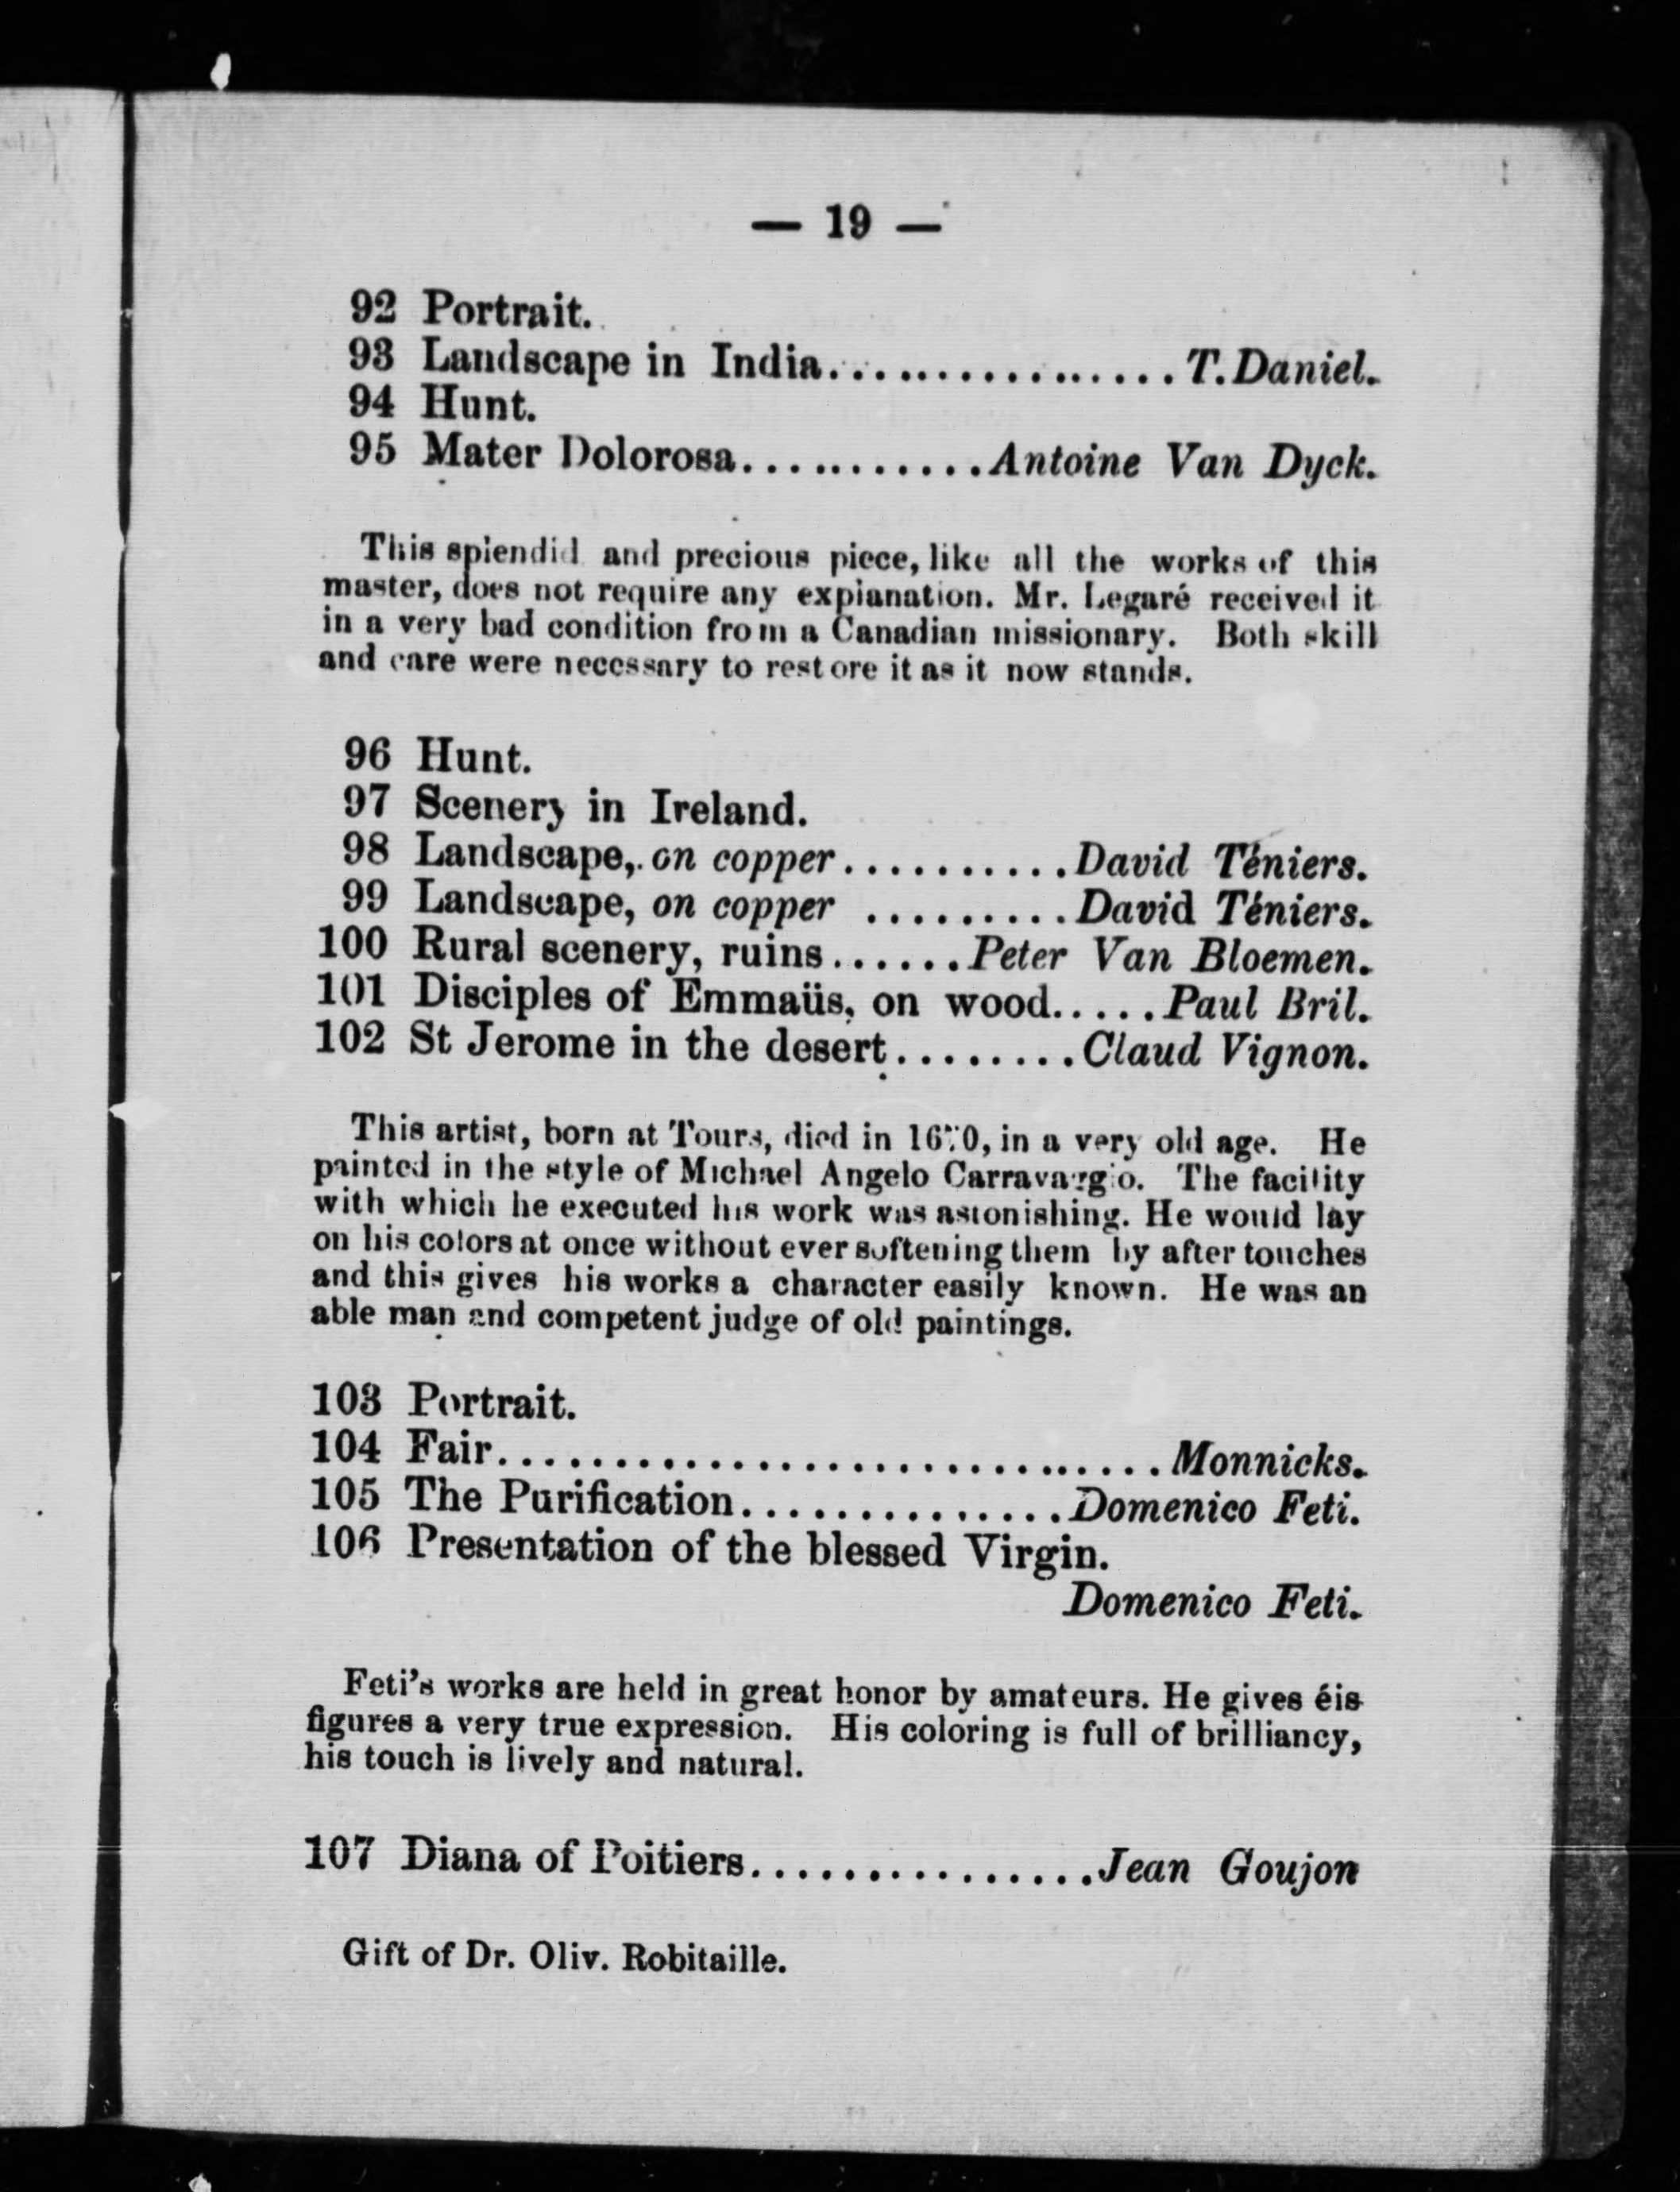 — 19 —
92 Portrait.
93 Landscape in India..................T. Daniel.
94 Hunt.
95 Mater Dolorosa............Antoine Van Dyck.
This splendid and precious piece, like all the works of this
master, does not require any explanation. Mr. Legaré received it
in a very bad condition from a Canadian missionary. Both skill
and care were necessary to restore it as it now stands.
96 Hunt.
97 Scenery in Ireland.
98 Landscape, on copper..........David Téniers.
99 Landscape, on copper .........David Téniers.
100 Rural scenery, ruins......Peter Van Bloemen.
101 Disciples of Emmaüs, on wood.....Paul Bril.
102 St Jerome in the desert........Claud Vignon.
This artist, born at Tours, died in 1670, in a very old age. He
painted in the style of Michael Angelo Carravaggio. The facility
with which he executed his work was astonishing. He would lay
on his colors at once without ever softening them by after touches
and this gives his works a character easily known. He was an
able man and competent judge of old paintings.
103 Portrait.
104 Fair..............................Monnicks.
105 The Purification..............Domenico Feti.
106 Presentation of the blessed Virgin.
Domenico Feti.
Feti's works are held in great honor by amateurs. He gives éis
figures a very true expression. His coloring is full of brilliancy,
his touch is lively and natural.
107 Diana of Poitiers...............Jean Goujon
Gift of Dr. Oliv. Robitaille.